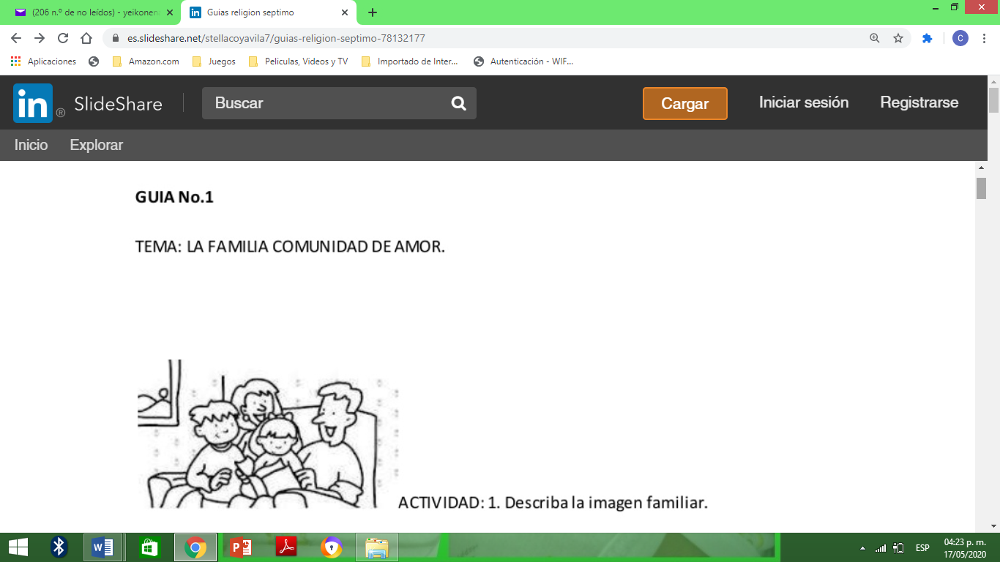 (206 n.º de no leídos) - yeikonen
Guias religion septimo
es.slideshare.net/stellacoyavila7/guias-religion-septimo-78132177
C
Aplicaciones
Amazon.com
Juegos
Peliculas, Videos y TV
Importado de Inter...
Autenticación - WIF...
in ® SlideShare
Buscar
Cargar
Iniciar sesión
Registrarse
Inicio
Explorar
GUIA No.1
TEMA: LA FAMILIA COMUNIDAD DE AMOR.
ACTIVIDAD: 1. Describa la imagen familiar.
ESP
04:23 p. m.
17/05/2020